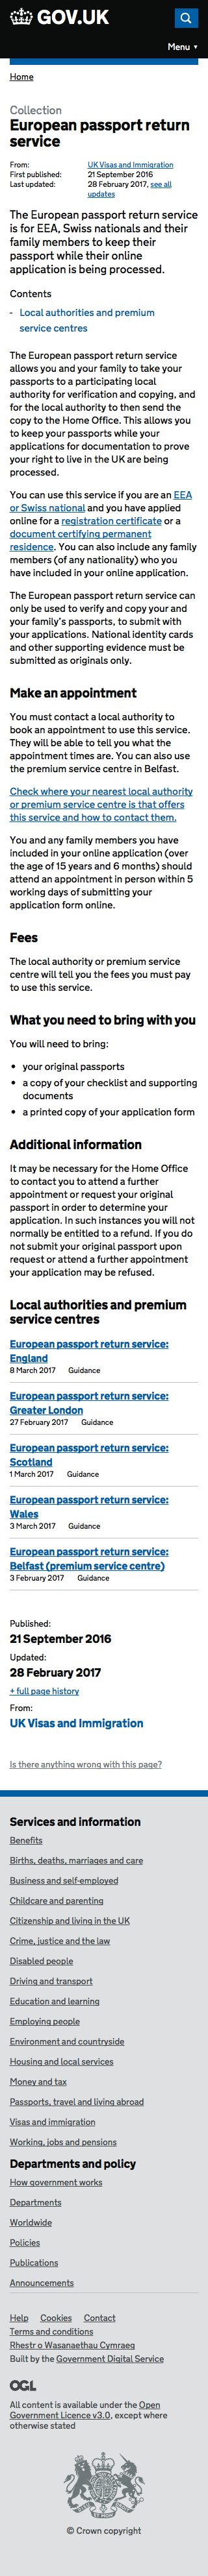 GOV.UK
Menu ▼
Home
Collection
European passport return
service
From: UK Visas and Immigration
First published: 21 September 2016
Last updated: 28 February 2017, see all
updates
The European passport return service
is for EEA, Swiss nationals and their
family members to keep their
passport while their online
application is being processed.
Contents
- Local authorities and premium
service centres
The European passport return service
allows you and your family to take your
passports to a participating local
authority for verification and copying, and
for the local authority to then send the
copy to the Home Office. This allows you
to keep your passports while your
applications for documentation to prove
your right to live in the UK are being
processed.
You can use this service if you are an EEA
or Swiss national and have applied
online for a registration certificate or a
document certifying permanent
residence. You can also include any family
members (of any nationality) who you
have included in your online application.
The European passport return service can
only be used to verify and copy your and
your family's passports, to submit with
your applications. National identity cards
and other supporting evidence must be
submitted as originals only.
Make an appointment
You must contact a local authority to
book an appointment to use this service.
They will be able to tell you what the
appointment times are. You can also use
the premium service centre in Belfast.
Check where your nearest local authority
or premium service centre is that offers
this service and how to contact them.
You and any family members you have
included in your online application (over
the age of 15 years and 6 months) should
attend an appointment in person within 5
working days of submitting your
application form online.
Fees
The local authority or premium service
centre will tell you the fees you must pay
to use this service.
What you need to bring with you
You will need to bring:
• your original passports
• a copy of your checklist and supporting
documents
• a printed copy of your application form
Additional information
It may be necessary for the Home Office
to contact you to attend a further
appointment or request your original
passport in order to determine your
application. In such instances you will not
normally be entitled to a refund. If you do
not submit your original passport upon
request or attend a further appointment
your application may be refused.
Local authorities and premium
service centres
European passport return service:
England
8 March 2017 Guidance
European passport return service:
Greater London
27 February 2017 Guidance
European passport return service:
Scotland
1 March 2017 Guidance
European passport return service:
Wales
3 March 2017 Guidance
European passport return service:
Belfast (premium service centre)
3 February 2017 Guidance
Published:
21 September 2016
Updated:
28 February 2017
+ full page history
From:
UK Visas and Immigration
Is there anything wrong with this page?
Services and information
Benefits
Births, deaths, marriages and care
Business and self-employed
Childcare and parenting
Citizenship and living in the UK
Crime, justice and the law
Disabled people
Driving and transport
Education and learning
Employing people
Environment and countryside
Housing and local services
Money and tax
Passports, travel and living abroad
Visas and immigration
Working, jobs and pensions
Departments and policy
How government works
Departments
Worldwide
Policies
Publications
Announcements
Help Cookies Contact
Terms and conditions
Rhestr o Wasanaethau Cymraeg
Built by the Government Digital Service
OGL
All content is available under the Open
Government Licence v3.0, except where
otherwise stated
© Crown copyright